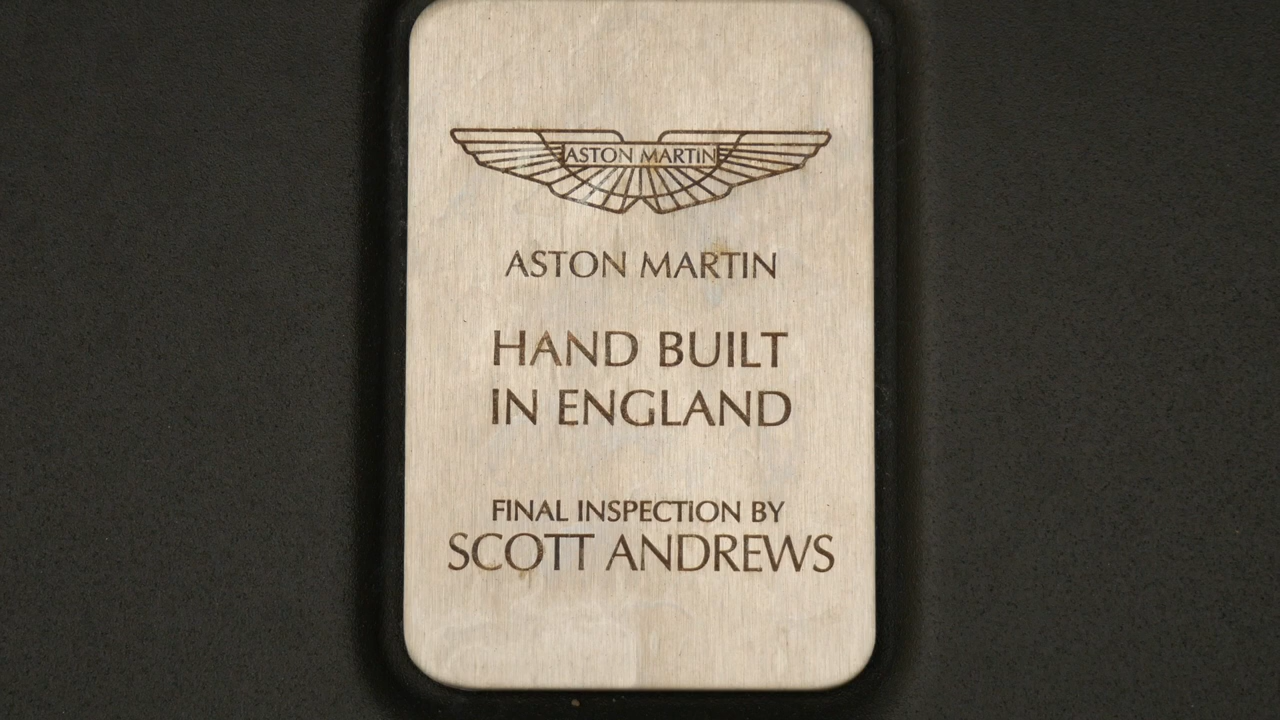 ASTON MARTIN
ASTON MARTIN
HAND BUILT
IN ENGLAND
FINAL INSPECTION BY
SCOTT ANDREWS